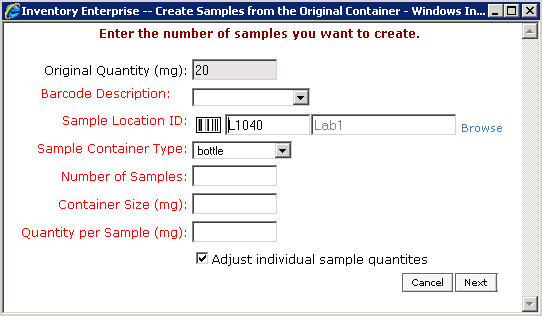 Inventory Enterprise -- Create Samples from the Original Container - Windows In...
Enter the number of samples you want to create.
Original Quantity (mg): 20
Barcode Description:
Sample Location ID: L1040 Lab1 Browse
Sample Container Type: bottle
Number of Samples:
Container Size (mg):
Quantity per Sample (mg):
Adjust individual sample quantites
Cancel Next